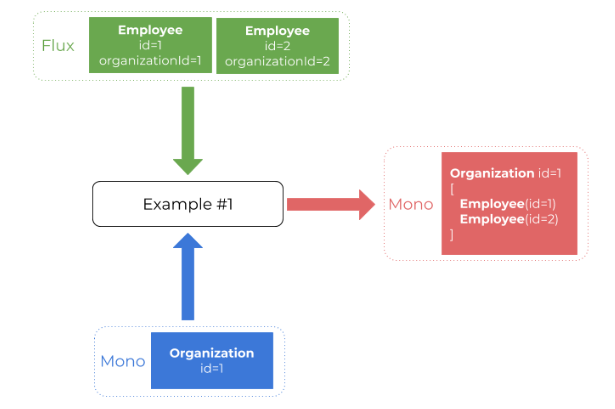 Flux
Employee
id=1
organizationId=1
Employee
id=2
organizationId=2
Example #1
Mono
Organization id=1
[
Employee(id=1)
Employee(id=2)
]
Mono
Organization
id=1